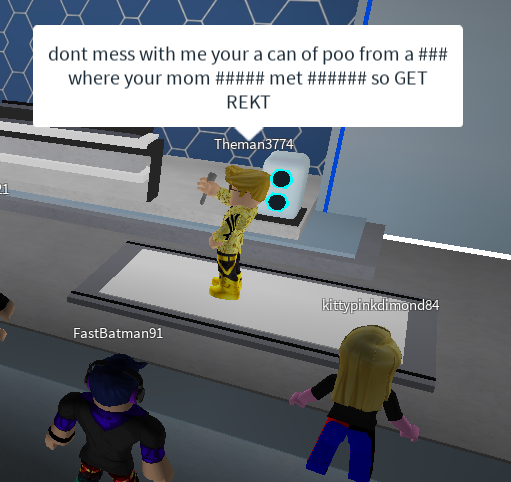 dont mess with me your a can of poo from a ###
where your mom ##### met ###### so GET
REKT
Theman3774
21
kittypinkdimond84
FastBatman91